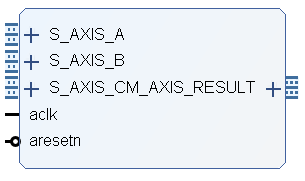 S_AXIS_A
S_AXIS_B
S_AXIS_CM_AXIS_RESULT
aclk
aresetn